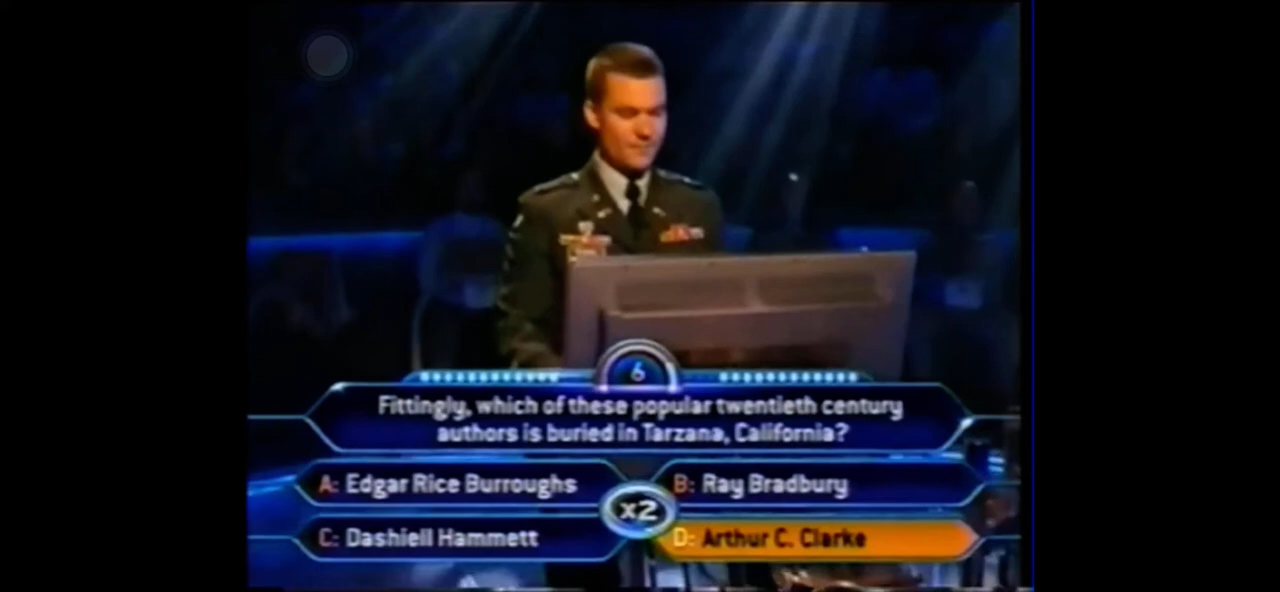 6
Fittingly, which of these popular twentieth century
authors is buried in Tarzana, California?
A: Edgar Rice Burroughs
B: Ray Bradbury
x2
C: Dashiell Hammett
D: Arthur C. Clarke